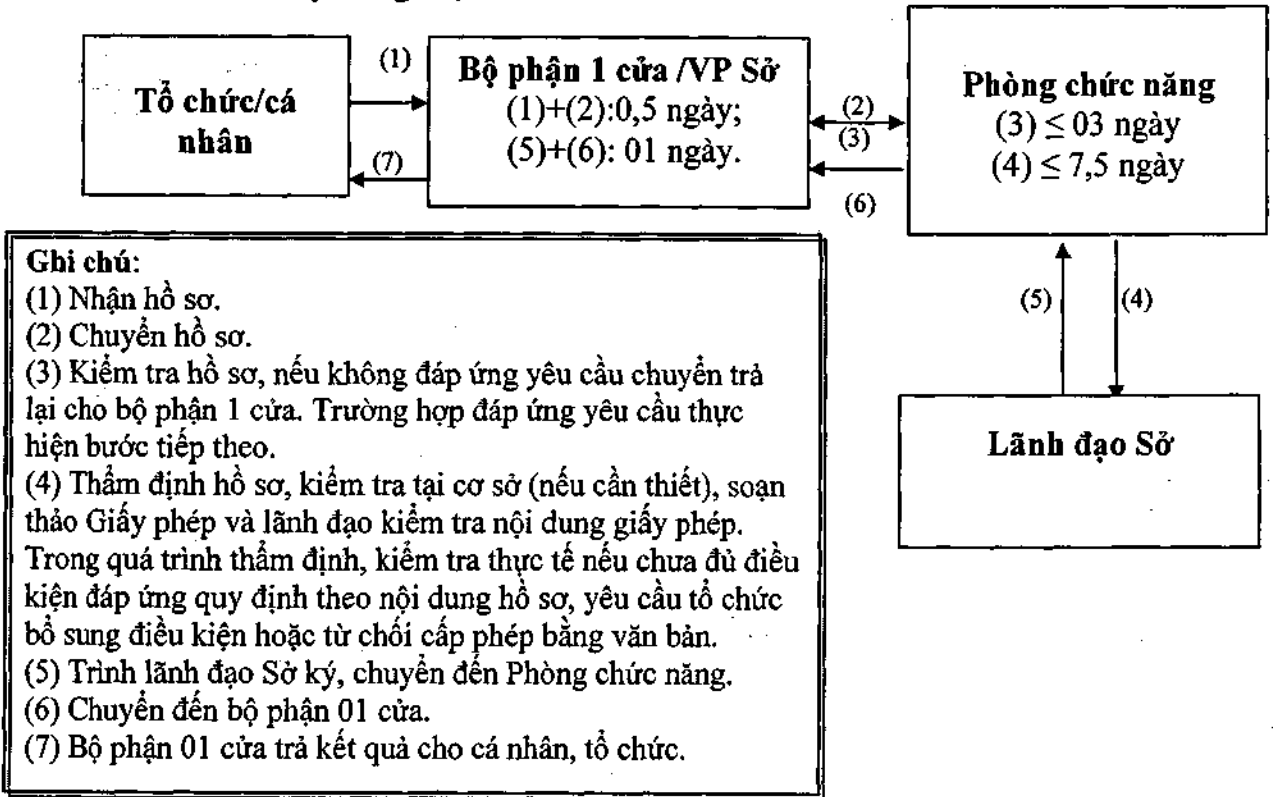 Tổ chức/cá
nhân
(1)
(7)
Bộ phận 1 cửa /VP Sở
(1)+(2):0,5 ngày;
(5)+(6): 01 ngày.
(2)
(3)
(6)
Phòng chức năng
(3) ≤ 03 ngày
(4) ≤ 7,5 ngày
(5)
(4)
Lãnh đạo Sở
Ghi chú:
(1) Nhận hồ sơ.
(2) Chuyển hồ sơ.
(3) Kiểm tra hồ sơ, nếu không đáp ứng yêu cầu chuyển trả
lại cho bộ phận 1 cửa. Trường hợp đáp ứng yêu cầu thực
hiện bước tiếp theo.
(4) Thẩm định hồ sơ, kiểm tra tại cơ sở (nếu cần thiết), soạn
thảo Giấy phép và lãnh đạo kiểm tra nội dung giấy phép.
Trong quá trình thẩm định, kiểm tra thực tế nếu chưa đủ điều
kiện đáp ứng quy định theo nội dung hồ sơ, yêu cầu tổ chức
bổ sung điều kiện hoặc từ chối cấp phép bằng văn bản.
(5) Trình lãnh đạo Sở ký, chuyển đến Phòng chức năng.
(6) Chuyển đến bộ phận 01 cửa.
(7) Bộ phận 01 cửa trả kết quả cho cá nhân, tổ chức.